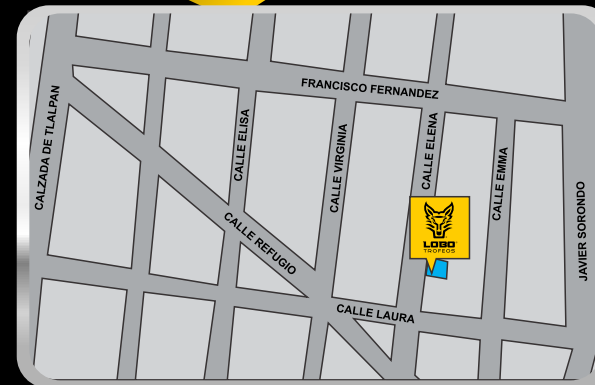 FRANCISCO FERNANDEZ
CALZADA DE TLALPAN
CALLE ELISA
CALLE VIRGINIA
CALLE ELENA
CALLE EMMA
JAVIER SORONDO
CALLE REFUGIO
LOBO
TROFEOS
CALLE LAURA